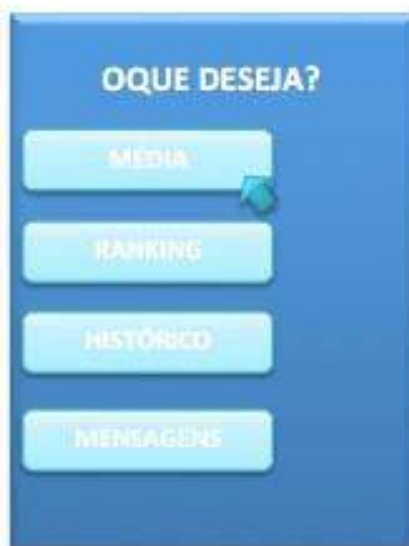 OQUE DESEJA?
MÉDIA
RANKING
HISTÓRICO
MENSAGENS